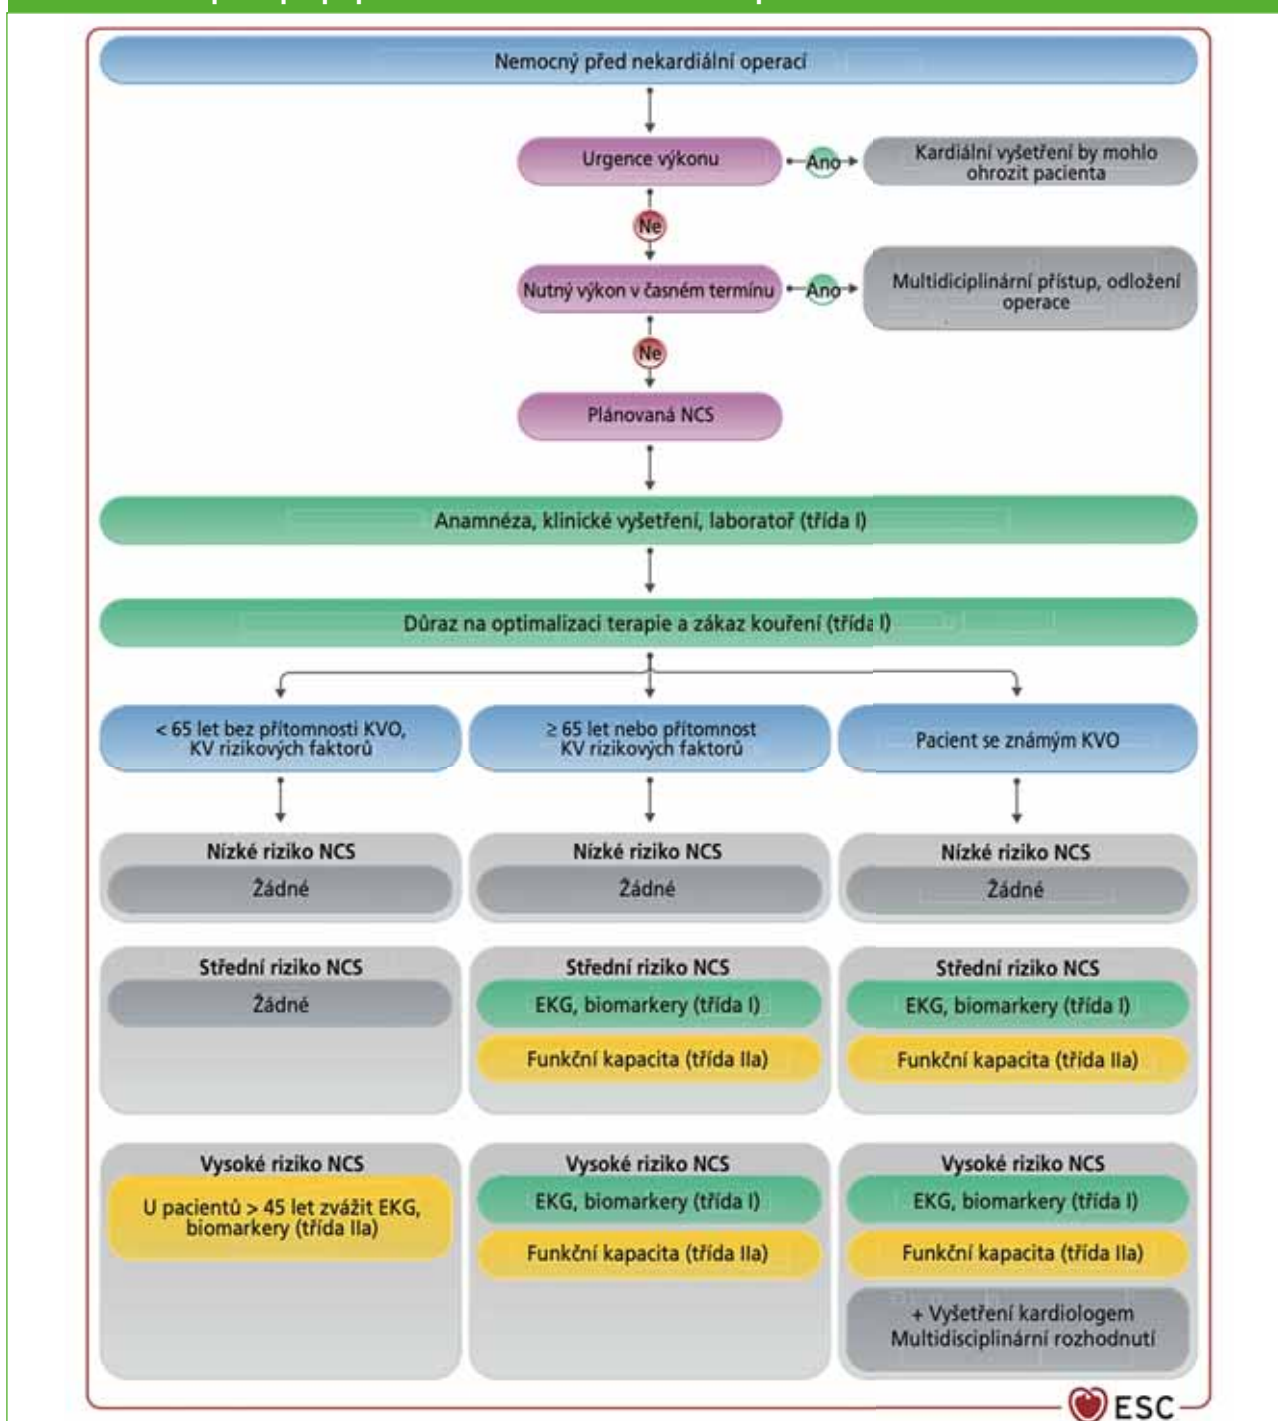 Nemocný před nekardiální operací
Urgence výkonu
Ano
Kardiální vyšetření by mohlo
ohrozit pacienta
Ne
Nutný výkon v časném termínu
Ano
Multidiciplinární přístup, odložení
operace
Ne
Plánovaná NCS
Anamnéza, klinické vyšetření, laboratoř (třída I)
Důraz na optimalizaci terapie a zákaz kouření (třída I)
< 65 let bez přítomnosti KVO,
KV rizikových faktorů
≥ 65 let nebo přítomnost
KV rizikových faktorů
Pacient se známým KVO
Nízké riziko NCS
Žádné
Nízké riziko NCS
Žádné
Nízké riziko NCS
Žádné
Střední riziko NCS
Žádné
Střední riziko NCS
EKG, biomarkery (třída I)
Funkční kapacita (třída IIa)
Střední riziko NCS
EKG, biomarkery (třída I)
Funkční kapacita (třída IIa)
Vysoké riziko NCS
U pacientů > 45 let zvážit EKG,
biomarkery (třída IIa)
Vysoké riziko NCS
EKG, biomarkery (třída I)
Funkční kapacita (třída IIa)
Vysoké riziko NCS
EKG, biomarkery (třída I)
Funkční kapacita (třída IIa)
+ Vyšetření kardiologem
Multidisciplinární rozhodnutí
ESC